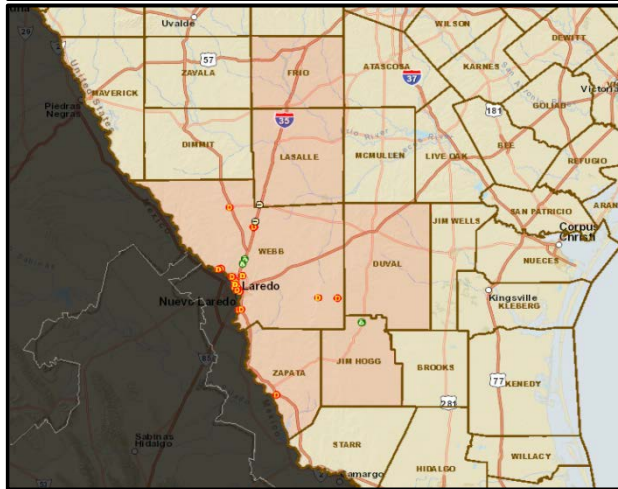 Uvalde
WILSON
DEWITT
57
FRIO
ATASCOSA
KARNES
ZAVALA
37
MAVERICK
GOLIAD
Victoria
181
Piedras
Negras
35
BEE
DIMMIT
LASALLE
MCMULLEN
LIVE OAK
REFUGIO
SAN PATRICIO
ARAN
JIM WELLS
Corpus
Christi
WEBB
NUECES
DUVAL
Laredo
Nuevo Laredo
Kingsville
KLEBERG
85
ZAPATA
JIM HOGG
BROOKS
77
KENEDY
281
Sabinas
Hidalgo
STARR
WILLACY
HIDALGO
Camargo